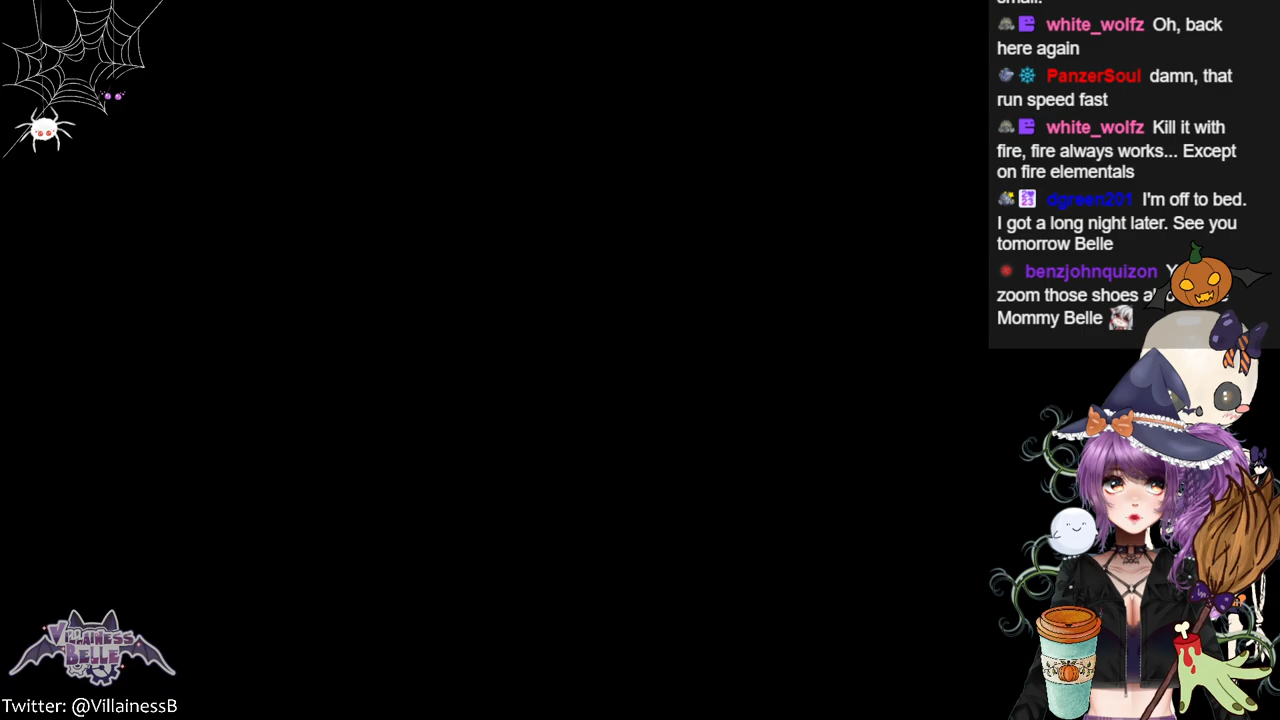 white_wolfz Oh, back
here again
PanzerSoul damn, that
run speed fast
white_wolfz Kill it with
fire, fire always works... Except
on fire elementals
dgreen201 I'm off to bed.
I got a long night later. See you
tomorrow Belle
benzjohnquizon
zoom those shoes
Mommy Belle
VILLAINESS
BELLE
Twitter: @VillainessB